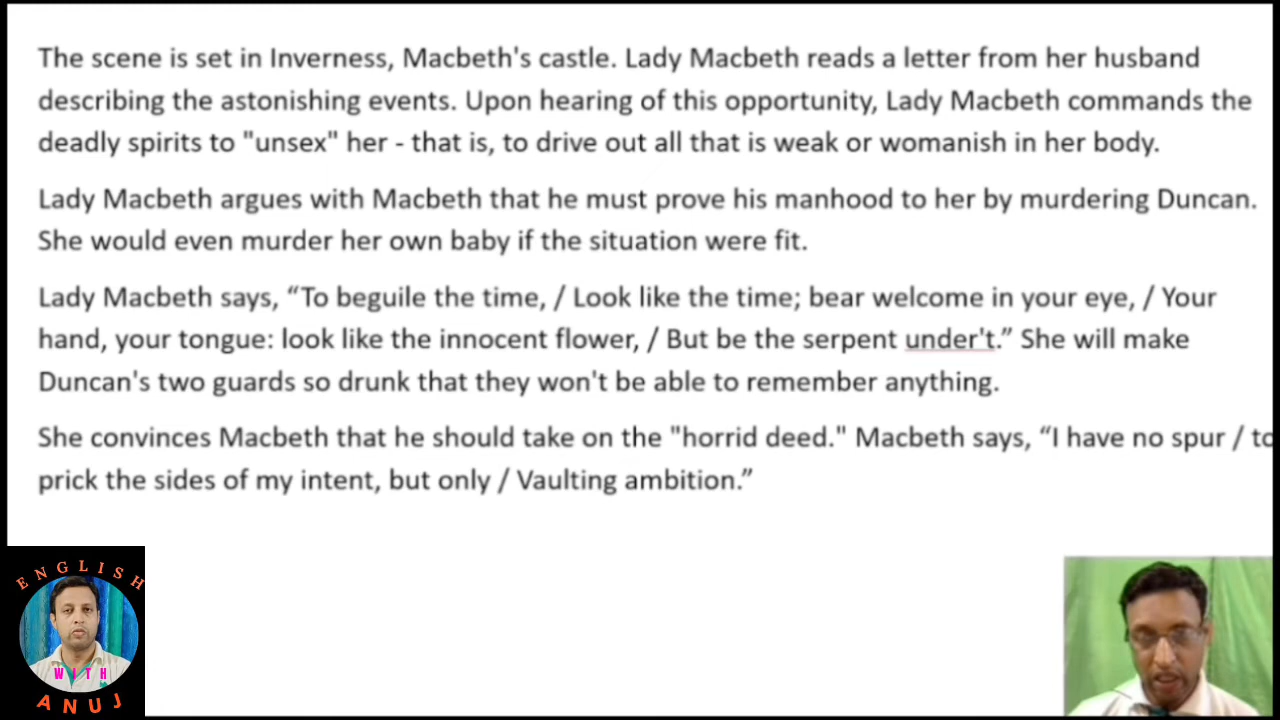 The scene is set in Inverness, Macbeth's castle. Lady Macbeth reads a letter from her husband
describing the astonishing events. Upon hearing of this opportunity, Lady Macbeth commands the
deadly spirits to "unsex" her - that is, to drive out all that is weak or womanish in her body.
Lady Macbeth argues with Macbeth that he must prove his manhood to her by murdering Duncan.
She would even murder her own baby if the situation were fit.
Lady Macbeth says, “To beguile the time, / Look like the time; bear welcome in your eye, / Your
hand, your tongue: look like the innocent flower, / But be the serpent under't.” She will make
Duncan's two guards so drunk that they won't be able to remember anything.
She convinces Macbeth that he should take on the "horrid deed." Macbeth says, “I have no spur / to
prick the sides of my intent, but only / Vaulting ambition.”
ENGLISH
WITH
ANUJ